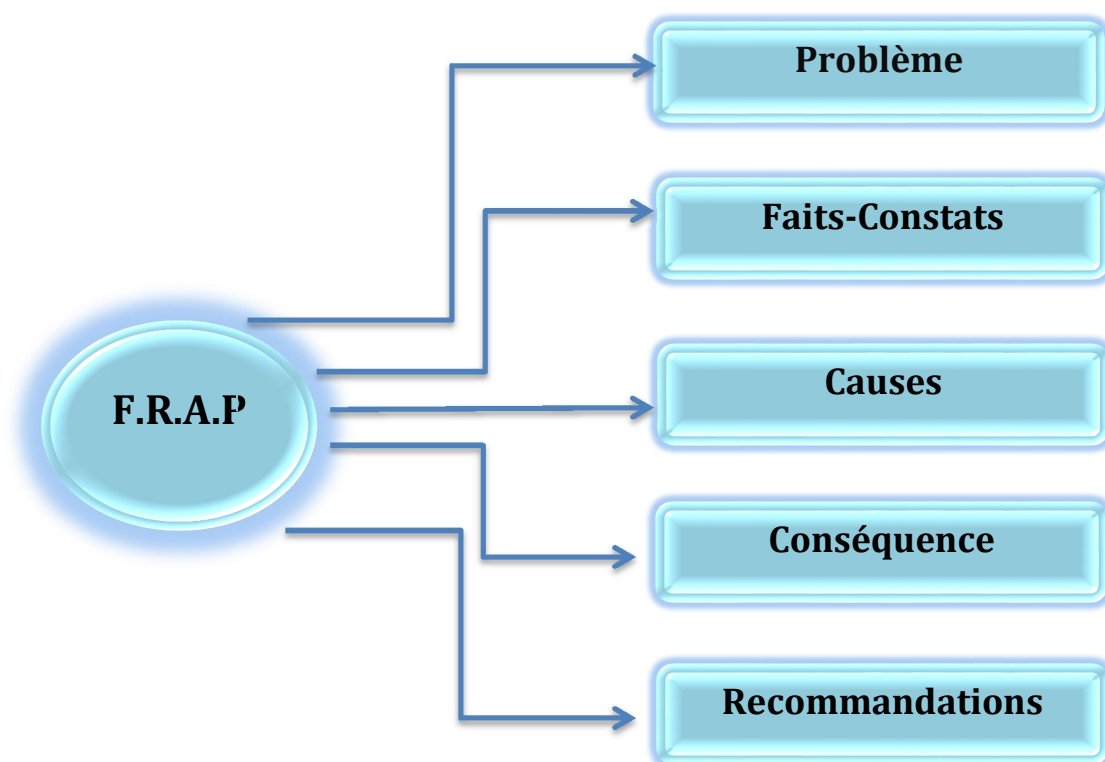 Problème
Faits-Constats
Causes
F.R.A.P
Conséquence
Recommandations